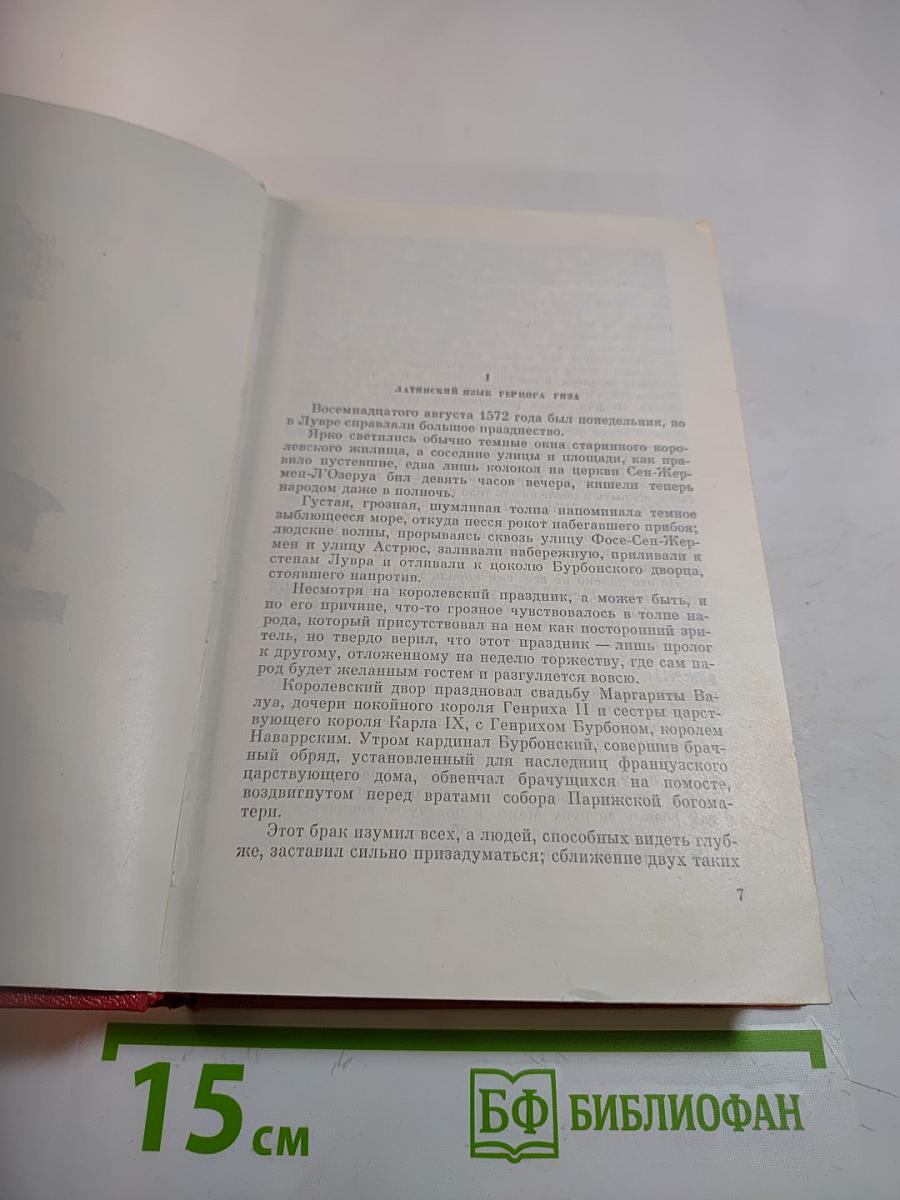 I
ЛАТИНСКИЙ ЯЗЫК ГЕРЦОГА ГИЗА
Восемнадцатого августа 1572 года был понедельник, но
в Лувре справляли большое празднество.
Ярко светились обычно темные окна старинного коро-
левского жилища, а соседние улицы и площади, как пра-
вило пустевшие, едва лишь колокол на церкви Сен-Жер-
мен-Л'Озеруа бил девять часов вечера, кишели теперь
народом даже в полночь.
Густая, грозная, шумливая толпа напоминала темное
зыблющееся море, откуда несся рокот набегавшего прибоя;
людские волны, прорываясь сквозь улицу Фосе-Сен-Жер-
мен и улицу Астрюс, заливали набережную, приливали к
стенам Лувра и отливали к цоколю Бурбонского дворца,
стоявшего напротив.
Несмотря на королевский праздник, а может быть, и
по его причине, что-то грозное чувствовалось в толпе на-
рода, который присутствовал на нем как посторонний зри-
тель, но твердо верил, что этот праздник — лишь пролог
к другому, отложенному на неделю торжеству, где сам на-
род будет желанным гостем и разгуляется вовсю.
Королевский двор праздновал свадьбу Маргариты Ва-
луа, дочери покойного короля Генриха II и сестры царст-
вующего короля Карла IX, с Генрихом Бурбоном, королем
Наваррским. Утром кардинал Бурбонский, совершив брач-
ный обряд, установленный для наследниц французского
царствующего дома, обвенчал брачущихся на помосте,
воздвигнутом перед вратами собора Парижской богома-
тери.
Этот брак изумил всех, а людей, способных видеть глуб-
же, заставил сильно призадуматься; сближение двух таких
7
15 см
БФ БИБЛИОФАН